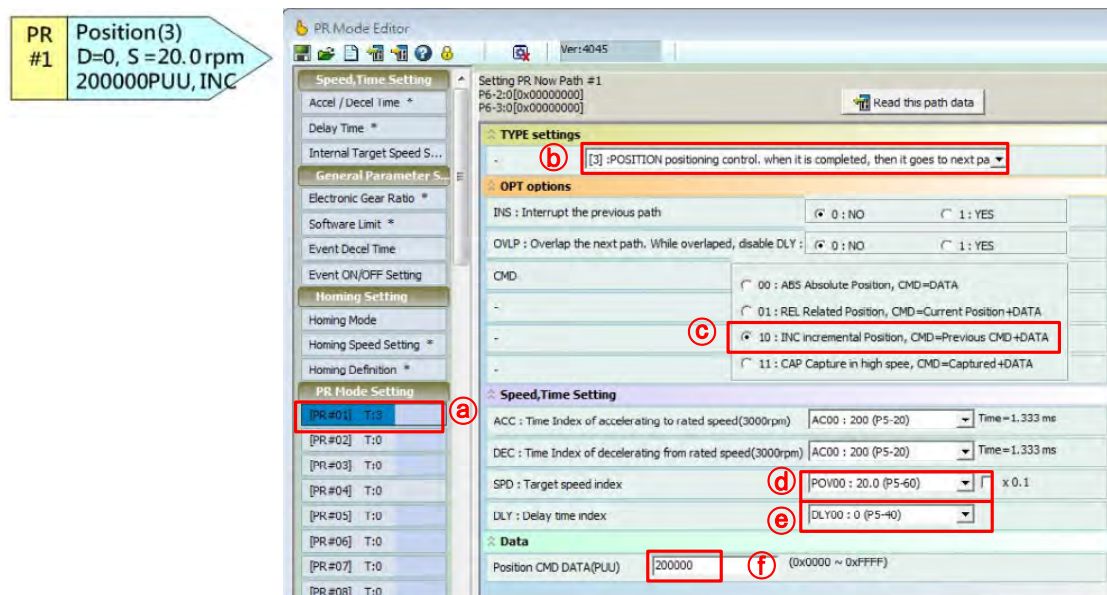 PR
#1
Position(3)
D=0, S=20.0rpm
200000PUU, INC
PR Mode Editor
Ver:4045
Speed,Time Setting
Accel / Decel Time *
Delay Time *
Internal Target Speed S...
General Parameter S...
Electronic Gear Ratio *
Software Limit *
Event Decel Time
Event ON/OFF Setting
Homing Setting
Homing Mode
Homing Speed Setting *
Homing Definition *
PR Mode Setting
[PR#01] T:3
ⓐ
[PR#02] T:0
[PR#03] T:0
[PR#04] T:0
[PR#05] T:0
[PR#06] T:0
[PR#07] T:0
[PR#08] T:0
Setting PR Now Path #1
P6-2:0[0x00000000]
P6-3:0[0x00000000]
Read this path data
TYPE settings
- ⓑ [3] :POSITION positioning control. when it is completed, then it goes to next pa
OPT options
INS : Interrupt the previous path 0 : NO 1 : YES
OVLP : Overlap the next path. While overlaped, disable DLY : 0 : NO 1 : YES
CMD
00 : ABS Absolute Position, CMD=DATA
- 01 : REL Related Position, CMD=Current Position+DATA
- ⓒ 10 : INC incremental Position, CMD=Previous CMD+DATA
- 11 : CAP Capture in high spee, CMD=Captured+DATA
Speed,Time Setting
ACC : Time Index of accelerating to rated speed(3000rpm) AC00 : 200 (P5-20) Time=1.333 ms
DEC : Time Index of decelerating from rated speed(3000rpm) AC00 : 200 (P5-20) Time=1.333 ms
SPD : Target speed index ⓓ POV00 : 20.0 (P5-60) x 0.1
DLY : Delay time index ⓔ DLY00 : 0 (P5-40)
Data
Position CMD DATA(PUU) 200000 ⓕ (0x0000 ~ 0xFFFF)